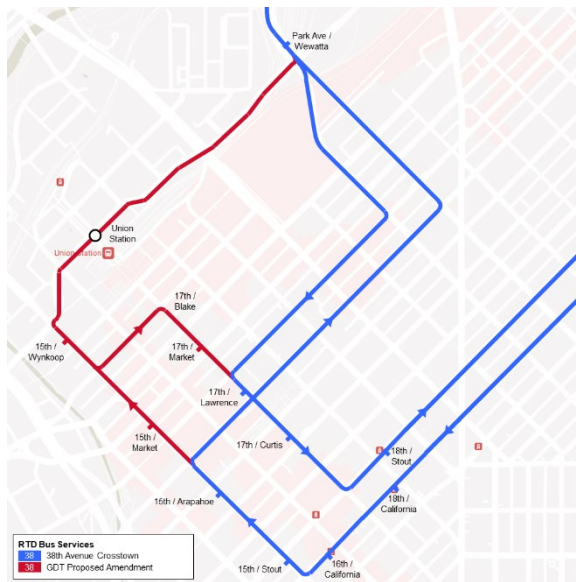 Park Ave /
Wewatta
8
Union
Station
Union Station
17th /
Blake
15th /
Wynkoop
17th /
Market
17th /
Lawrence
15th /
Market
17th / Curtis
18th /
Stout
18th /
California
15th / Arapahoe
15th / Stout
16th /
California
RTD Bus Services
38 38th Avenue Crosstown
38 GDT Proposed Amendment